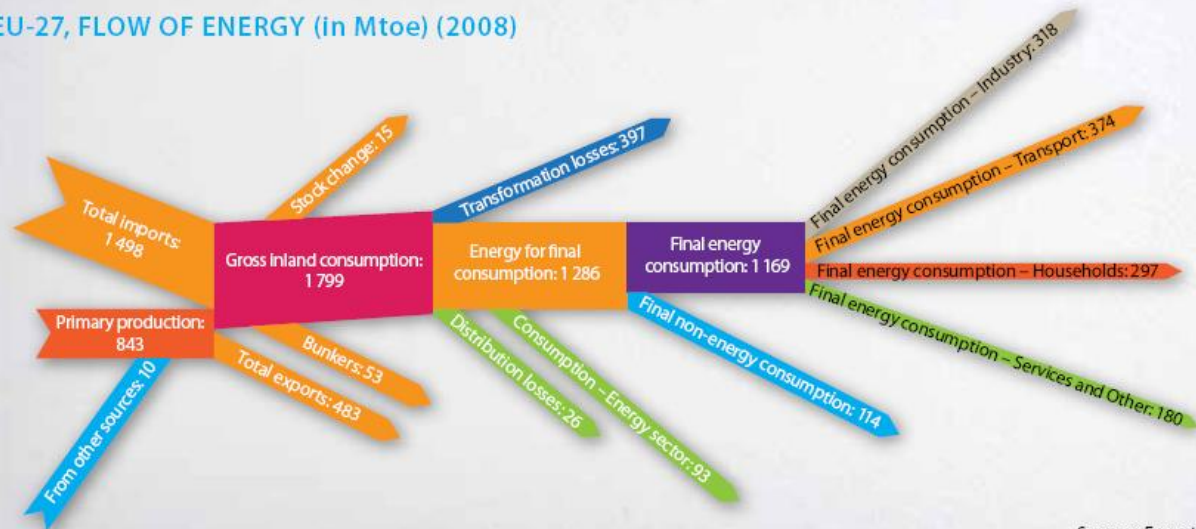 EU-27, FLOW OF ENERGY (in Mtoe) (2008)
Total imports:
1 498
Primary production:
843
From other sources: 10
Stock change: 15
Gross inland consumption:
1 799
Bunkers: 53
Total exports: 483
Transformation losses: 397
Energy for final
consumption: 1 286
Distribution losses: 26
Consumption – Energy sector: 93
Final energy
consumption: 1 169
Final non-energy consumption: 114
Final energy consumption – Industry: 318
Final energy consumption – Transport: 374
Final energy consumption – Households: 297
Final energy consumption – Services and Other: 180